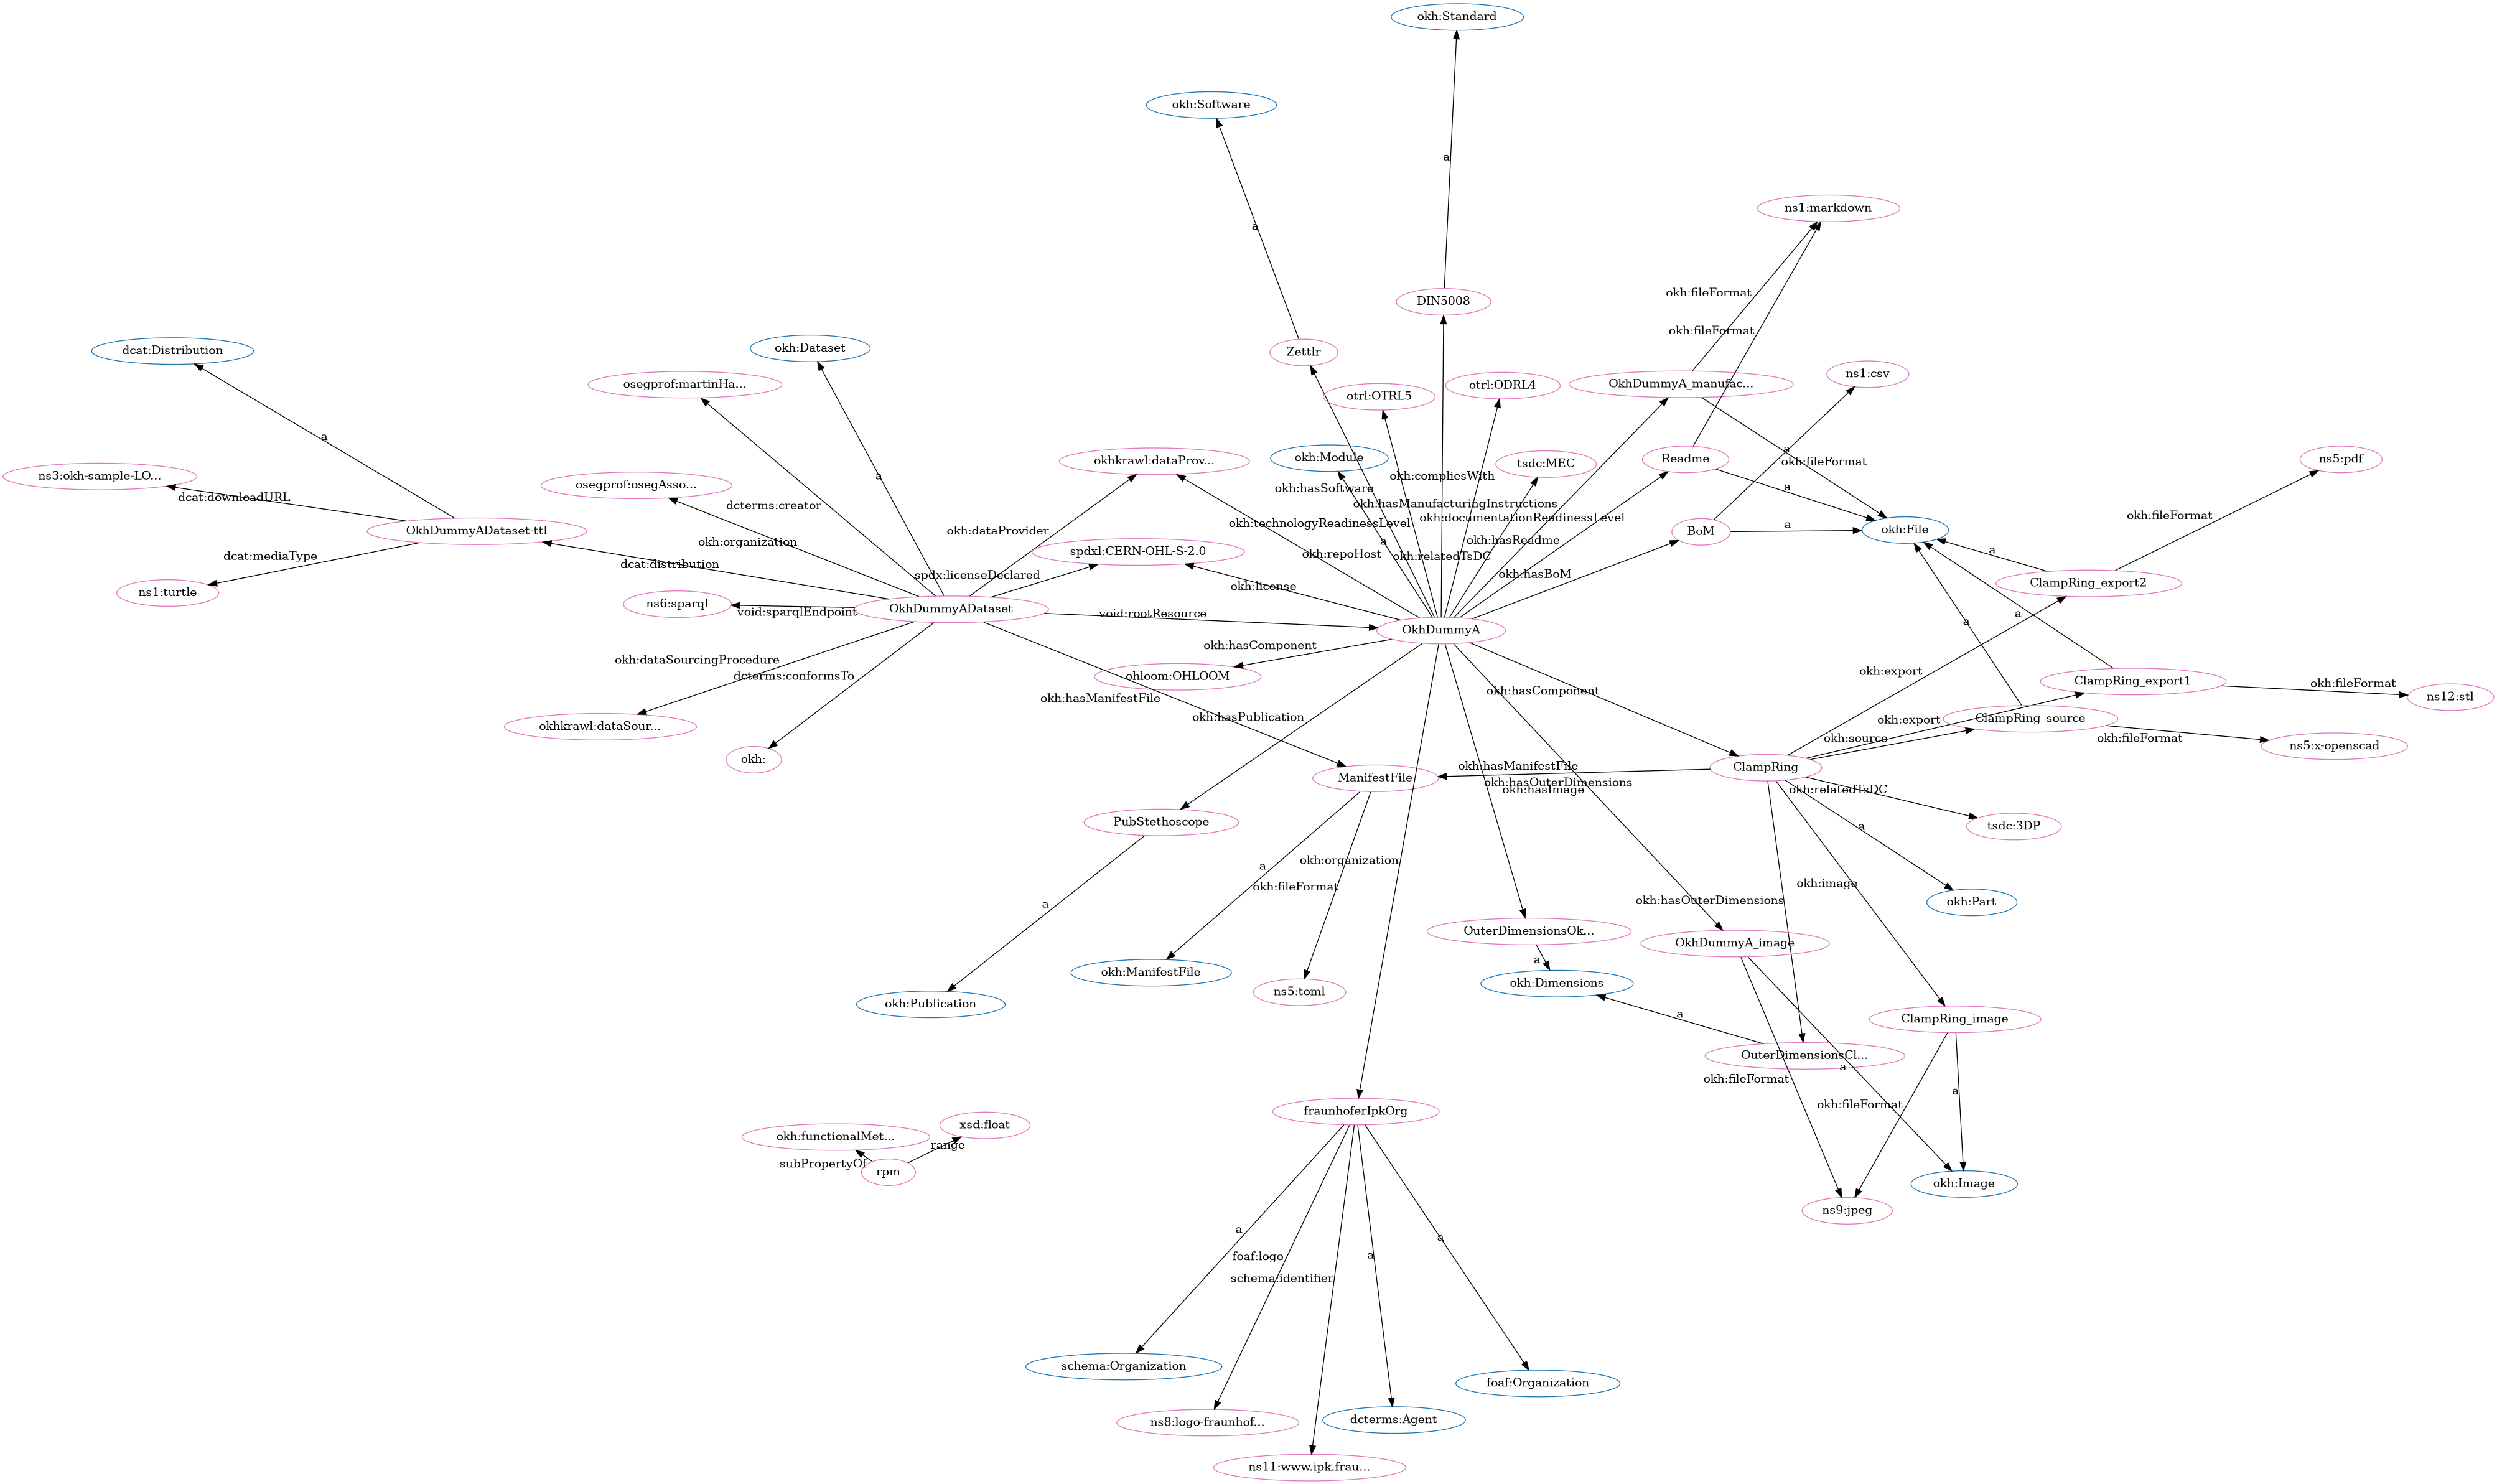 okh:Standard
okh:Software
a
ns1:markdown
a
okh:fileFormat
DIN5008
okh:fileFormat
dcat:Distribution
okh:Dataset
Zettlr
ns1:csv
osegprof:martinHa...
otrl:OTRL5
otrl:ODRL4
OkhDummyA_manufac...
a
a
okhkrawl:dataProv...
okh:Module
tsdc:MEC
Readme
a
okh:fileFormat
ns5:pdf
ns3:okh-sample-LO...
osegprof:osegAsso...
a
okh:compliesWith
okh:hasSoftware
a
dcat:downloadURL
dcterms:creator
okh:hasManufacturingInstructions
okh:documentationReadinessLevel
okh:fileFormat
OkhDummyADataset-ttl
okh:organization
okh:dataProvider
okh:technologyReadinessLevel
a
okh:hasReadme
BoM
a
okh:File
dcat:mediaType
dcat:distribution
spdxl:CERN-OHL-S-2.0
okh:repoHost
okh:relatedTsDC
a
ns1:turtle
spdx:licenseDeclared
okh:license
okh:hasBoM
ClampRing_export2
ns6:sparql
void:sparqlEndpoint
OkhDummyADataset
void:rootResource
OkhDummyA
a
a
okh:dataSourcingProcedure
dcterms:conformsTo
okh:hasComponent
ohloom:OHLOOM
okh:export
ClampRing_export1
okh:fileFormat
okh:hasManifestFile
okh:hasComponent
ns12:stl
okhkrawl:dataSour...
okh:hasPublication
okh:export
ClampRing_source
okh:
okh:source
okh:fileFormat
ns5:x-openscad
ManifestFile
okh:hasManifestFile
okh:hasOuterDimensions
okh:hasImage
ClampRing
okh:relatedTsDC
PubStethoscope
a
tsdc:3DP
a
okh:organization
okh:fileFormat
okh:image
a
okh:hasOuterDimensions
okh:Part
OuterDimensionsOk...
OkhDummyA_image
okh:ManifestFile
a
okh:Publication
ns5:toml
okh:Dimensions
a
ClampRing_image
OuterDimensionsCl...
okh:fileFormat
a
a
okh:fileFormat
fraunhoferIpkOrg
okh:functionalMet...
xsd:float
range
subPropertyOf
rpm
okh:Image
ns9:jpeg
a
foaf:logo
a
a
schema:identifier
schema:Organization
foaf:Organization
ns8:logo-fraunhof...
dcterms:Agent
ns11:www.ipk.frau...